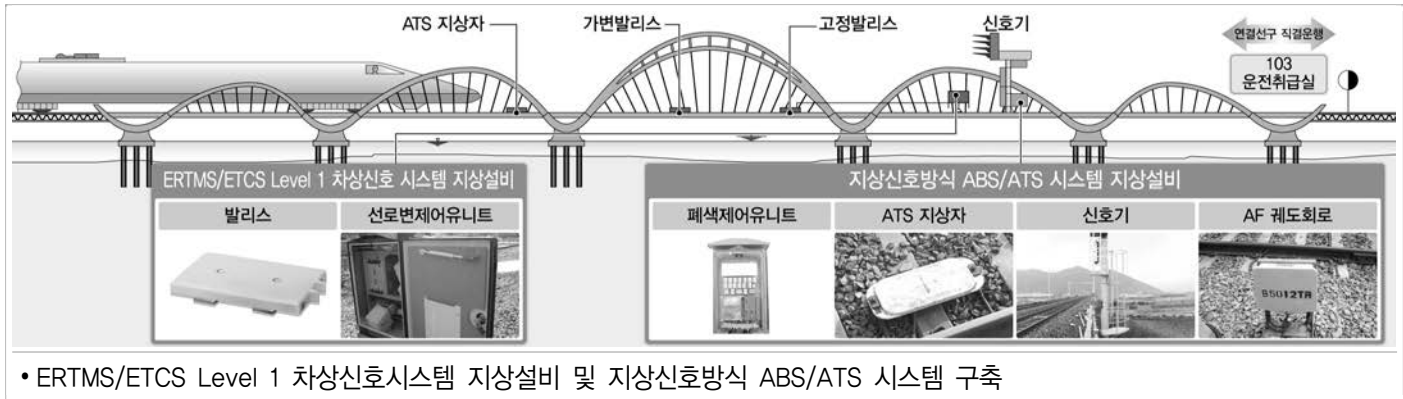 ATS 지상자
가변발리스
고정발리스
신호기
연결선구 직결운행
103
운전취급실
ERTMS/ETCS Level 1 차상신호 시스템 지상설비
발리스
선로변제어유니트
지상신호방식 ABS/ATS 시스템 지상설비
폐색제어유니트
ATS 지상자
신호기
AF 궤도회로
B5012TR
• ERTMS/ETCS Level 1 차상신호시스템 지상설비 및 지상신호방식 ABS/ATS 시스템 구축